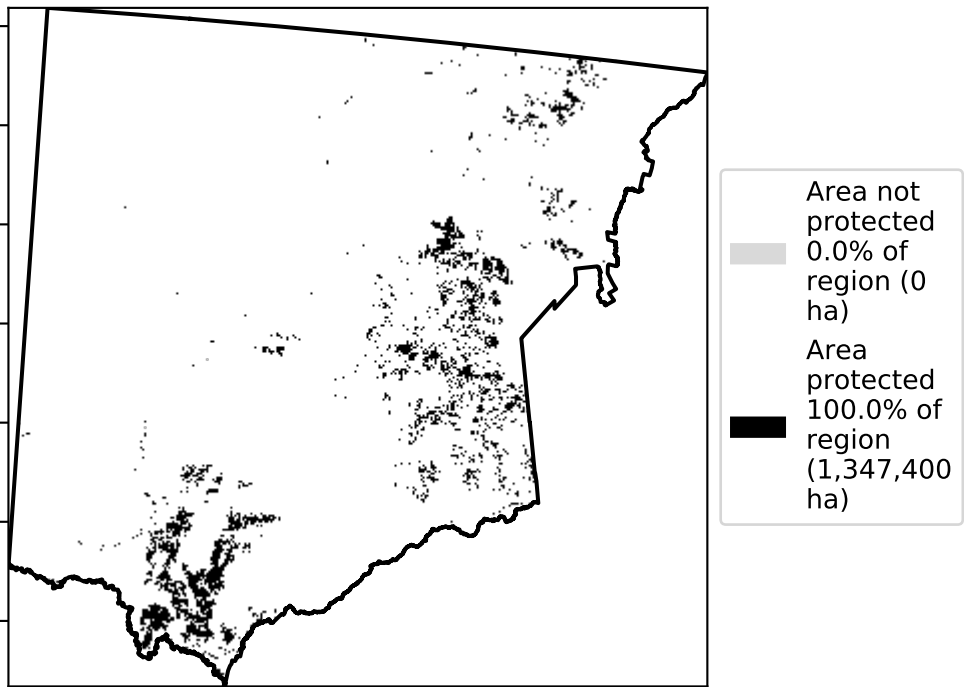 Area not
protected
0.0% of
region (0
ha)
Area
protected
100.0% of
region
(1,347,400
ha)